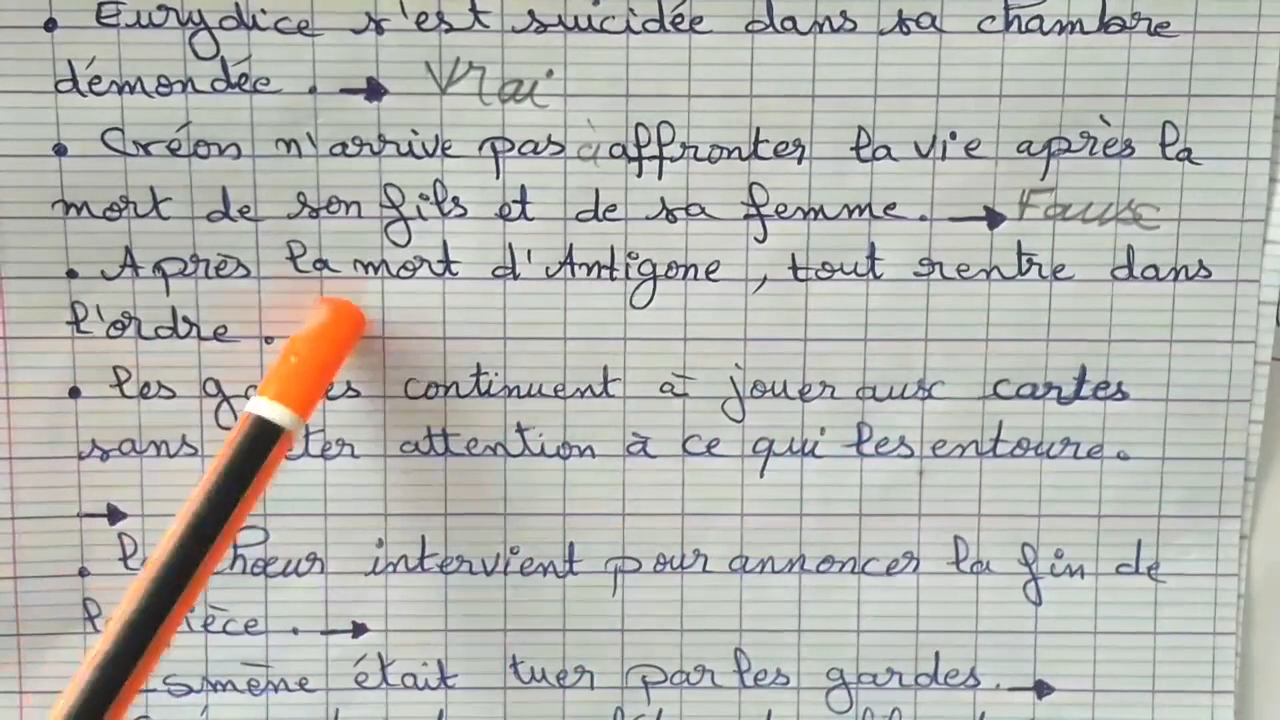 • Eurydice s'est suicidée dans sa chambre
démondée. → Vrai
• Créon n'arrive pas à affronter la vie après la
mort de son fils et de sa femme. → Faux
• Après la mort d'Antigone, tout rentre dans
l'ordre.
• les continuent à jouer aux cartes
sans attention à ce qui les entoure.
→
• intervient pour annoncer la fin de
→
était tuer par les gardes. →